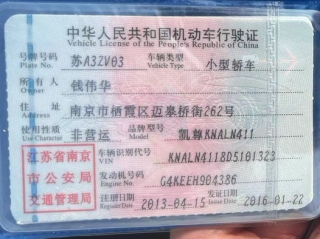 中华人民共和国机动车行驶证
Vehicle License of the People's Republic of China
号牌号码 苏A3ZV03 车辆类型 小型轿车
Plate No. Vehicle Type
所有人 钱伟华
Owner
住址 南京市栖霞区迈皋桥街262号
Address
使用性质 非营运 品牌型号 凯尊KNALN411
Use Character Model
江苏省南京
市公安局
交通管理局
车辆识别代号 KNALN4118D5101323
VIN
发动机号码 G4KEEH904386
Engine No.
注册日期 2013-04-15 发证日期 2016-01-22
Register Date Issue Date